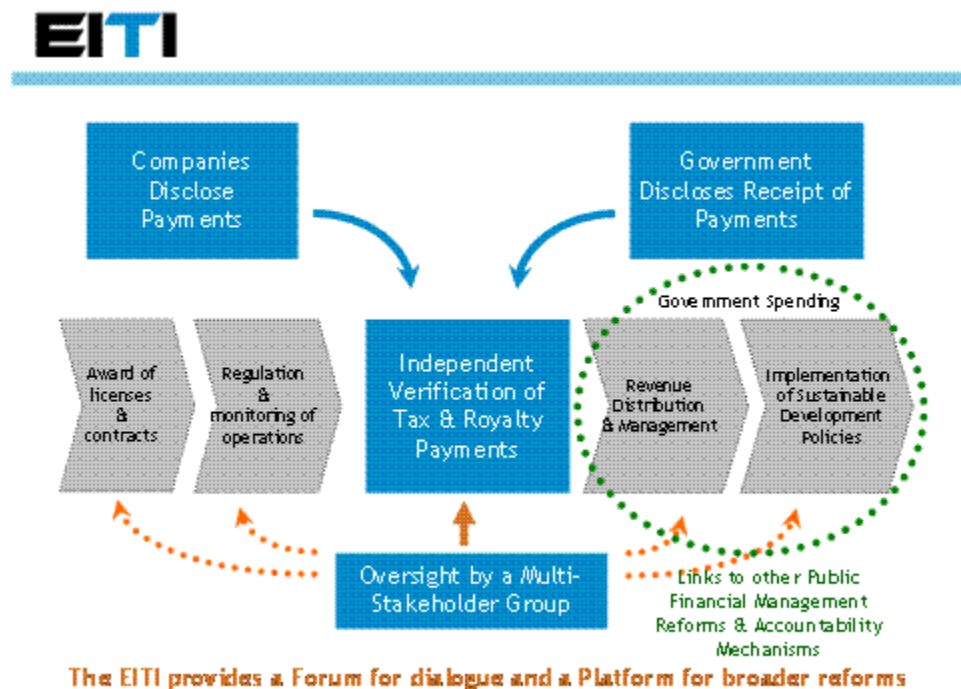 EITI
Companies
Disclose
Payments
Government
Discloses Receipt of
Payments
Government Spending
Award of
licenses
&
contracts
Regulation
&
monitoring of
operations
Independent
Verification of
Tax & Royalty
Payments
Revenue
Distribution
& Management
Implementation
of Sustainable
Development
Policies
Oversight by a Multi-
Stakeholder Group
Links to other Public
Financial Management
Reforms & Accountability
Mechanisms
The EITI provides a Forum for dialogue and a Platform for broader reforms